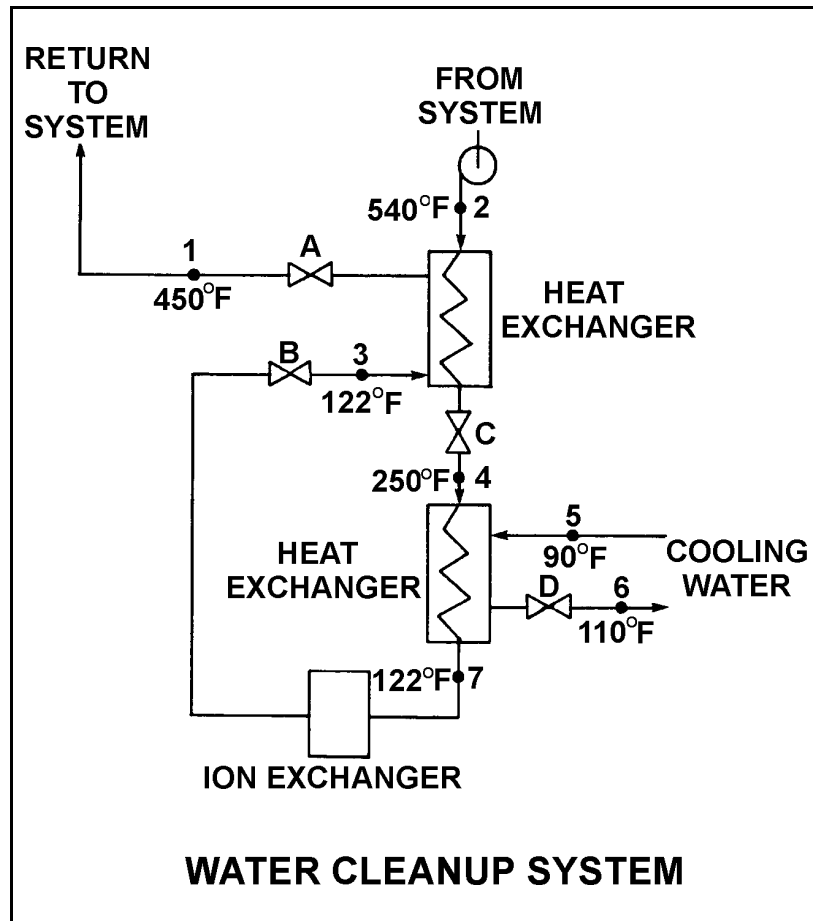 RETURN
TO
SYSTEM
FROM
SYSTEM
540°F 2
1
A
450°F
HEAT
EXCHANGER
B
3
122°F
C
250°F 4
HEAT
EXCHANGER
5
90°F
COOLING
WATER
D
6
110°F
122°F 7
ION EXCHANGER
WATER CLEANUP SYSTEM